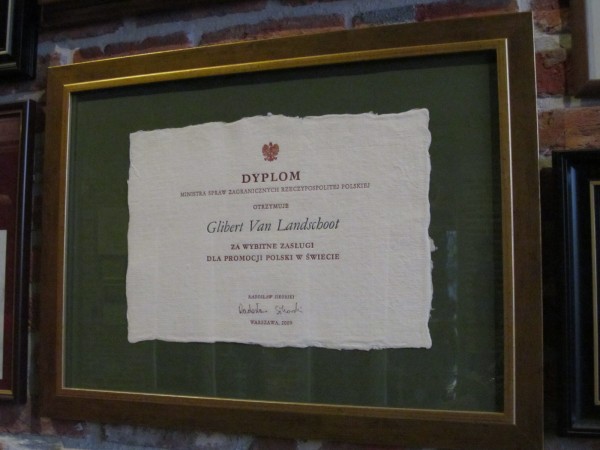 DYPLOM
MINISTRA SPRAW ZAGRANICZNYCH RZECZYPOSPOLITEJ POLSKIEJ
OTRZYMUJE
Glibert Van Landschoot
ZA WYBITNE ZASŁUGI
DLA PROMOCJI POLSKI W ŚWIECIE
RADOSŁAW SIKORSKI
WARSZAWA, 2009